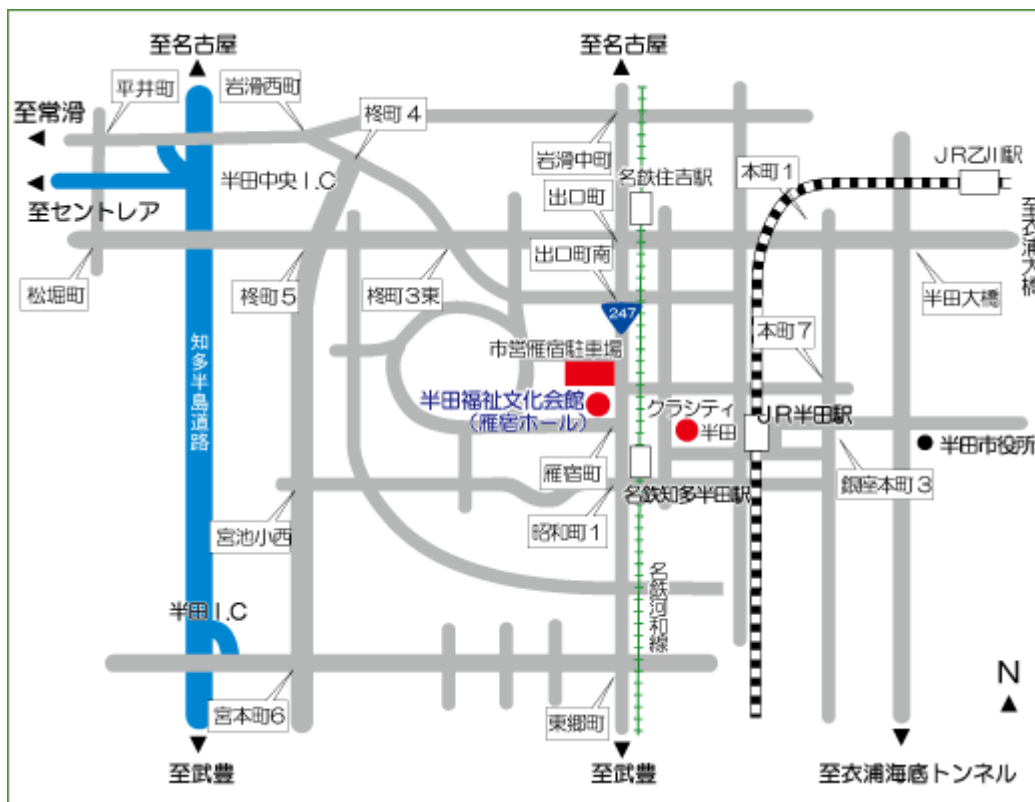 至名古屋
至名古屋
平井町
岩滑西町
至常滑
柊町4
岩滑中町
JR乙川駅
半田中央I.C
名鉄住吉駅
本町1
至セントレア
出口町
至衣浦大橋
出口町南
松堀町
柊町5
柊町3東
半田大橋
247
本町7
知多半島道路
市営雁宿駐車場
半田福祉文化会館
(雁宿ホール)
クラシティ
半田
JR半田駅
半田市役所
雁宿町
名鉄知多半田駅
銀座本町3
宮池小西
昭和町1
名鉄河和線
半田I.C
N
宮本町6
東郷町
至武豊
至武豊
至衣浦海底トンネル